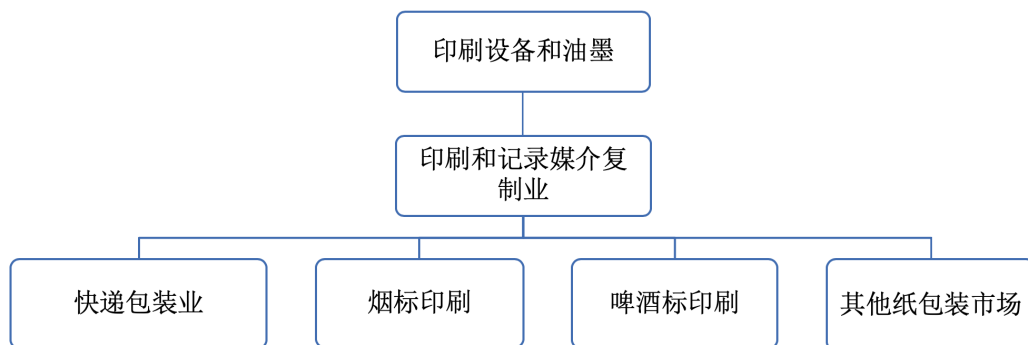 印刷设备和油墨
印刷和记录媒介复
制业
快递包装业
烟标印刷
啤酒标印刷
其他纸包装市场